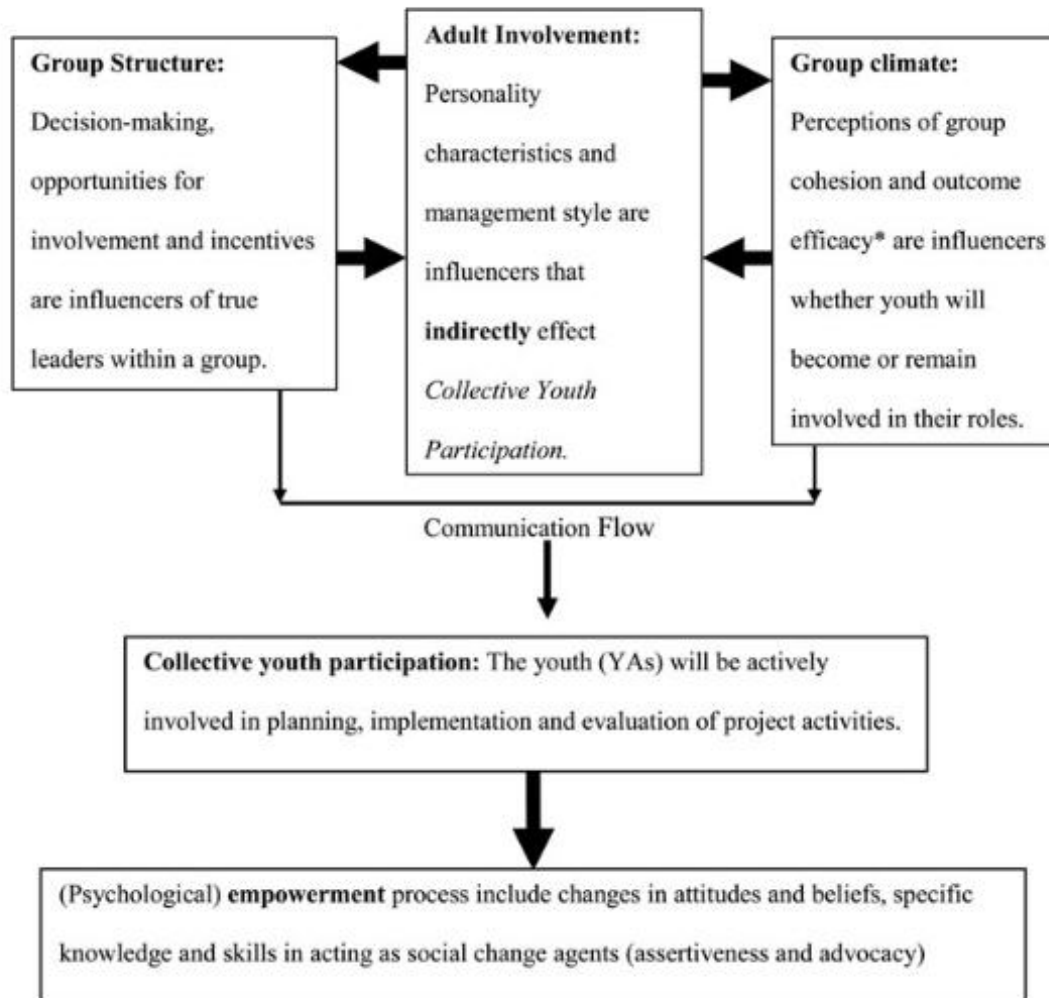 Group Structure:
Decision-making,
opportunities for
involvement and incentives
are influencers of true
leaders within a group.
Adult Involvement:
Personality
characteristics and
management style are
influencers that
indirectly effect
Collective Youth
Participation.
Group climate:
Perceptions of group
cohesion and outcome
efficacy* are influencers
whether youth will
become or remain
involved in their roles.
Communication Flow
Collective youth participation: The youth (YAs) will be actively
involved in planning, implementation and evaluation of project activities.
(Psychological) empowerment process include changes in attitudes and beliefs, specific
knowledge and skills in acting as social change agents (assertiveness and advocacy)